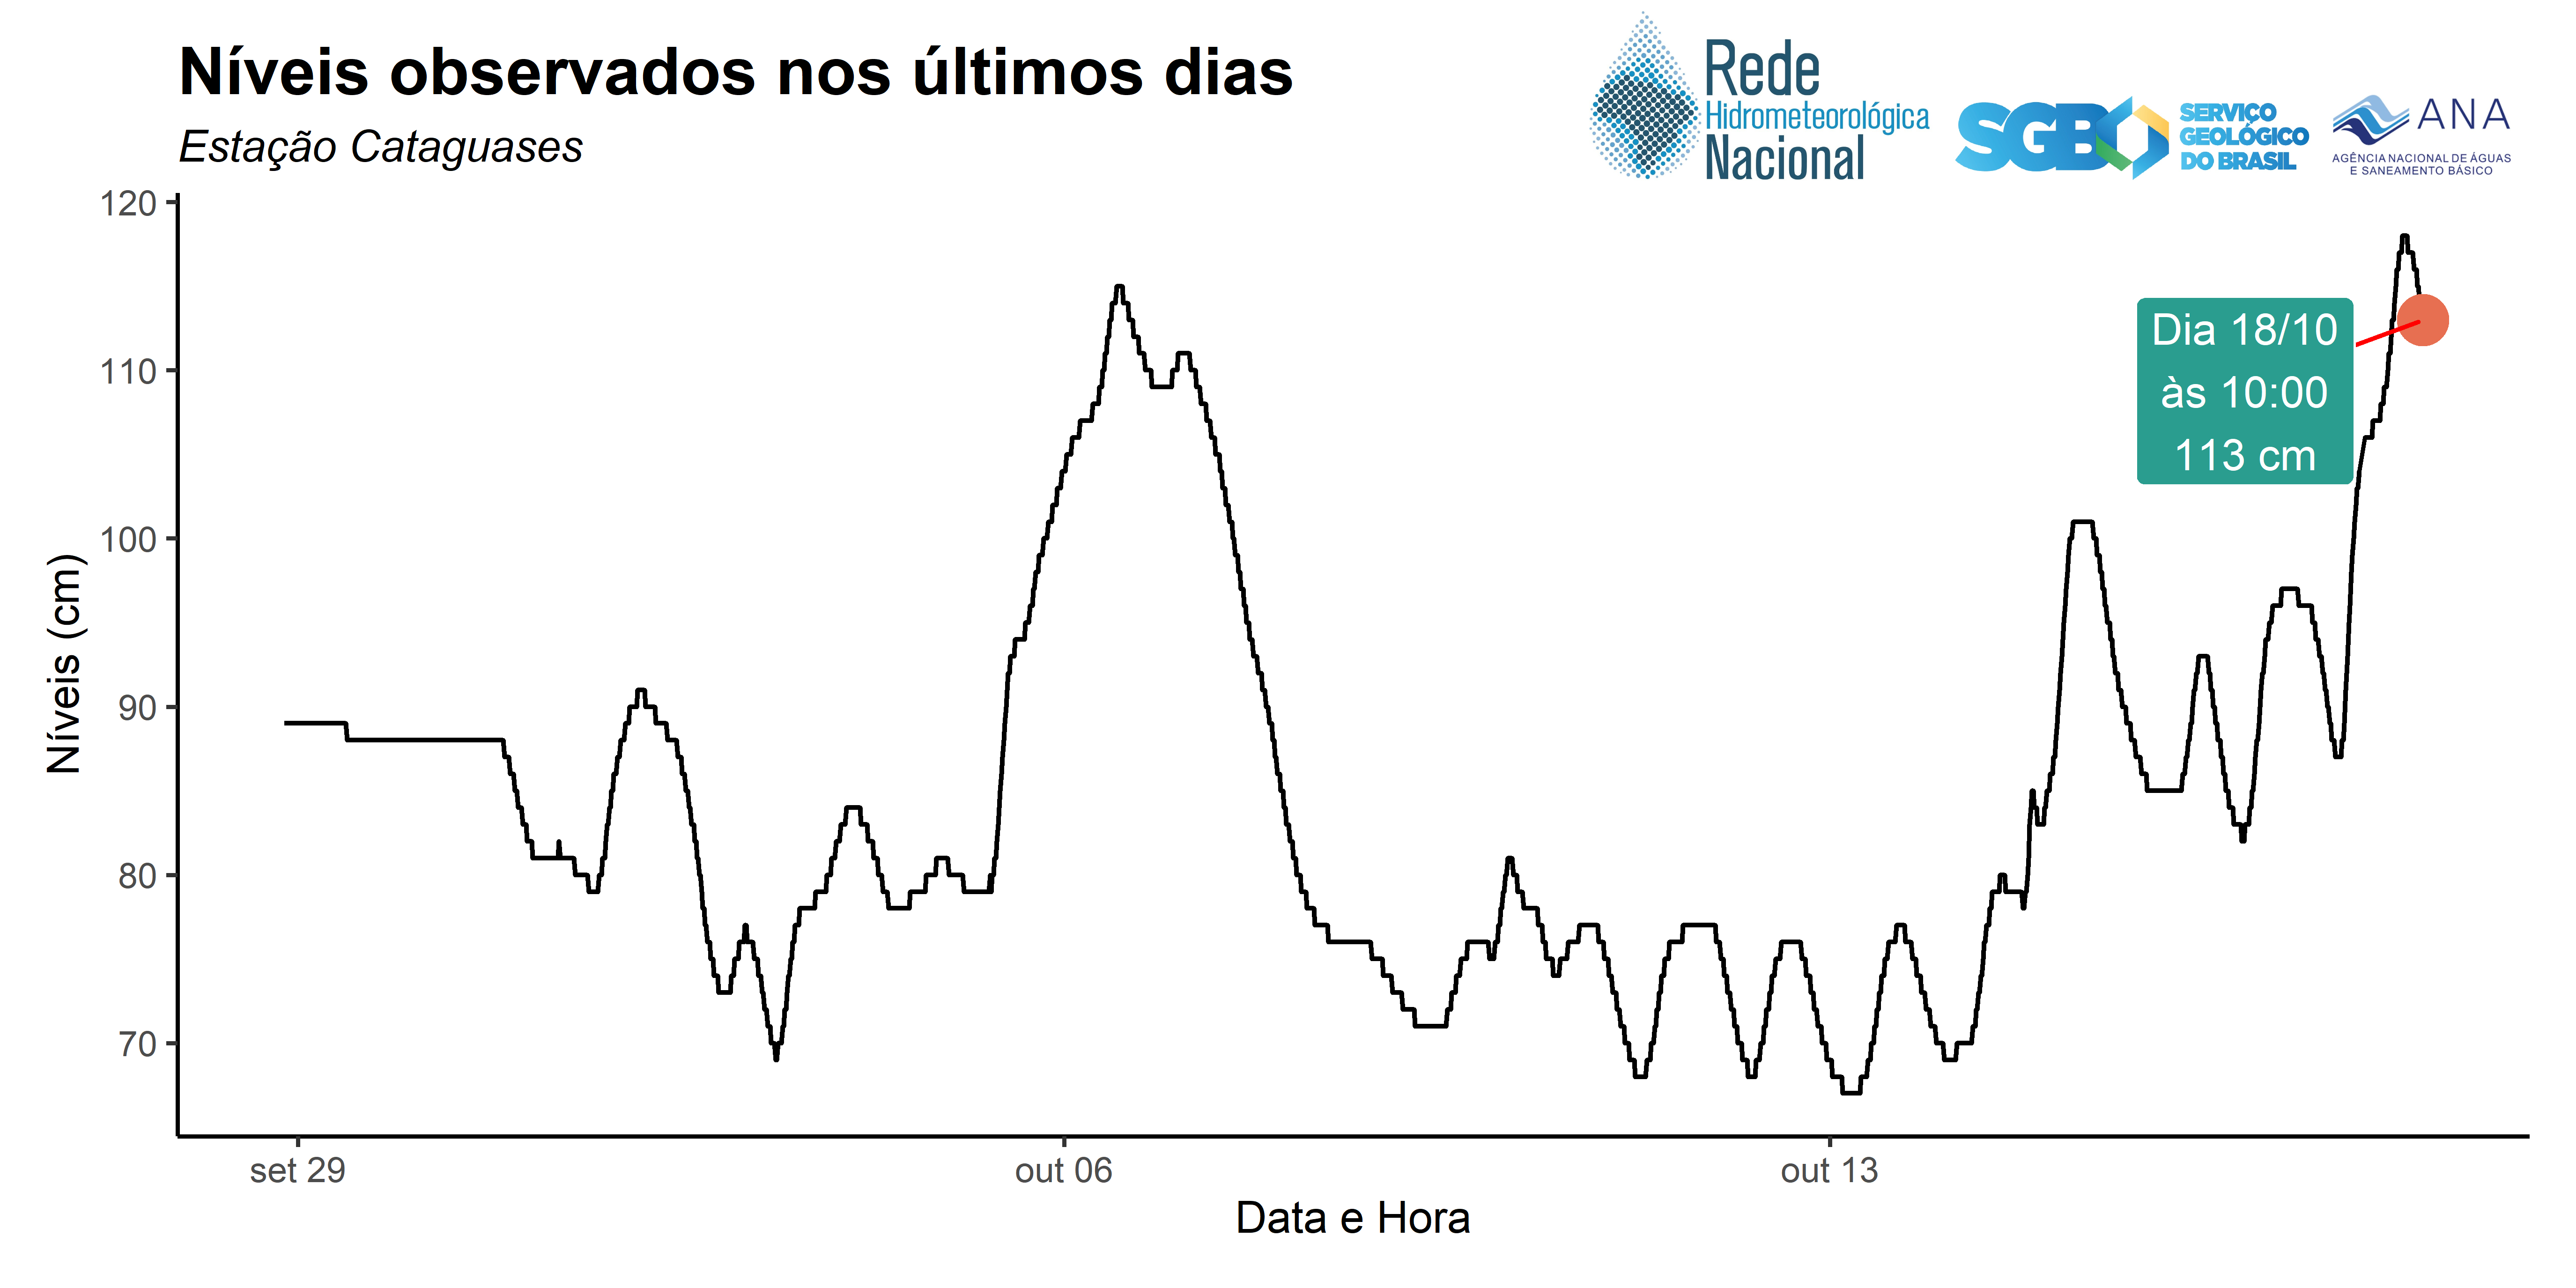 Níveis observados nos últimos dias
Estação Cataguases
Rede
Hidrometeorológica
Nacional
SGB
SERVIÇO
GEOLÓGICO
DO BRASIL
ANA
AGÊNCIA NACIONAL DE ÁGUAS
E SANEAMENTO BÁSICO
120
110
100
90
80
70
Níveis (cm)
Dia 18/10
às 10:00
113 cm
set 29
out 06
out 13
Data e Hora